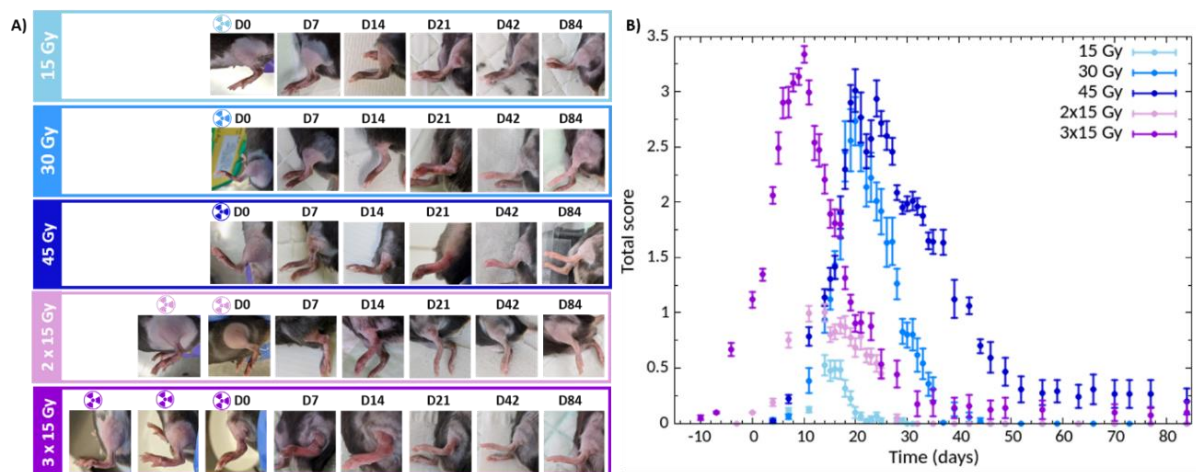 A)
15 Gy
D0 D7 D14 D21 D42 D84
30 Gy
D0 D7 D14 D21 D42 D84
45 Gy
D0 D7 D14 D21 D42 D84
2 x 15 Gy
D0 D7 D14 D21 D42 D84
3 x 15 Gy
D0 D7 D14 D21 D42 D84
B)
Total score
3.5
3
2.5
2
1.5
1
0.5
0
-10 0 10 20 30 40 50 60 70 80
Time (days)
15 Gy
30 Gy
45 Gy
2x15 Gy
3x15 Gy